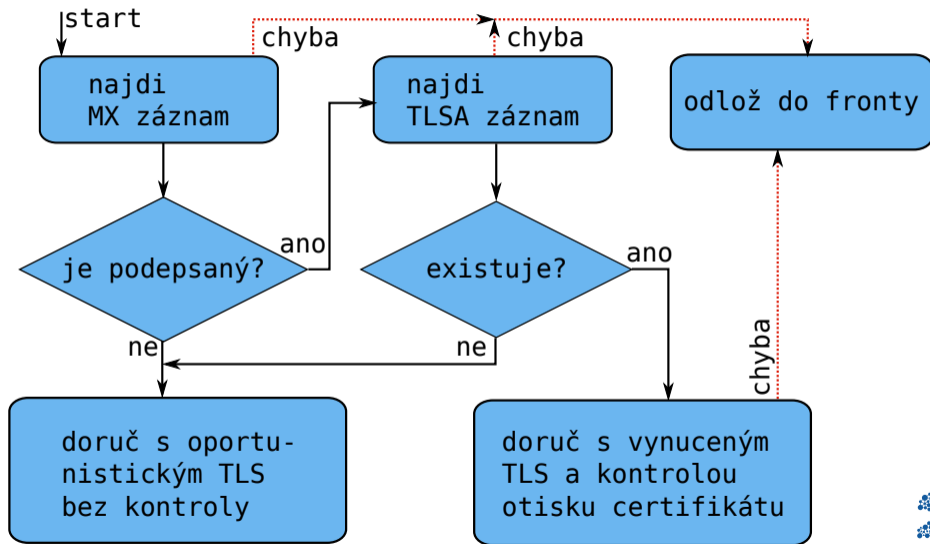 start
chyba
chyba
najdi
MX záznam
najdi
TLSA záznam
odlož do fronty
je podepsaný?
ano
existuje?
ano
ne
ne
chyba
doruč s oportu-
nistickým TLS
bez kontroly
doruč s vynuceným
TLS a kontrolou
otisku certifikátu